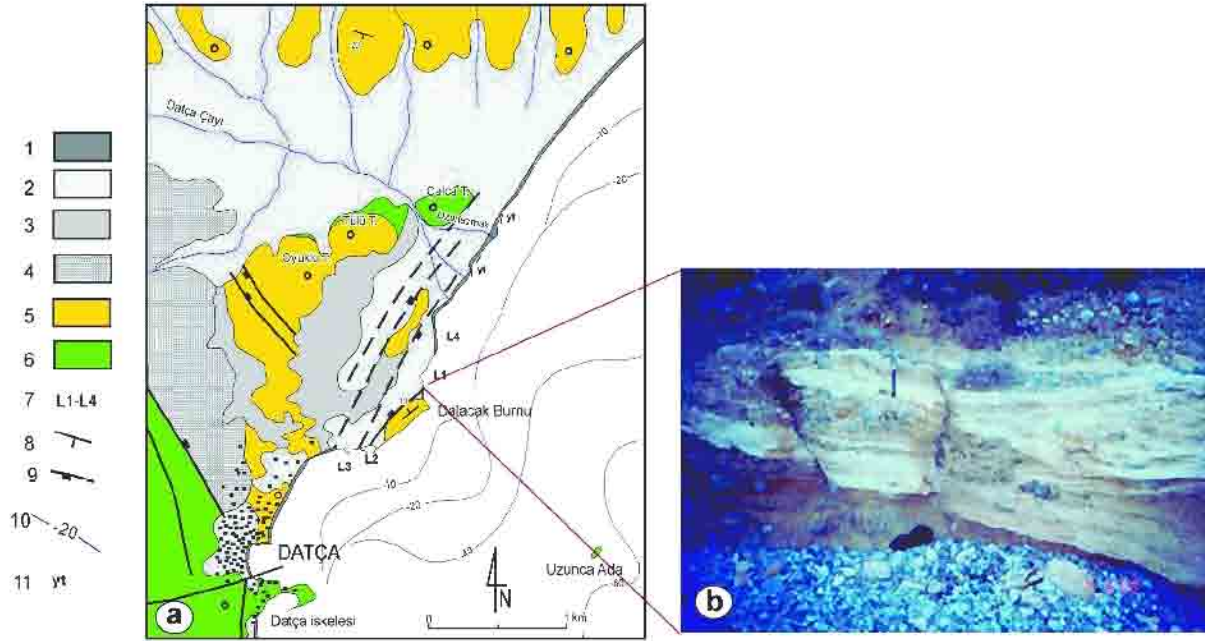 1
2
3
4
5
6
7 L1-L4
8
9
10 -20
11 yt
Datça Çayı
-10
-20
Calca T.
Uzunazmak
yt
Tulu T.
Oyuklu T.
yt
L4
L1
Dalacak Burnu
L3 L2
-10
-20
DATÇA
N
Uzunca Ada
Datça iskelesi
0 1 km
a
b